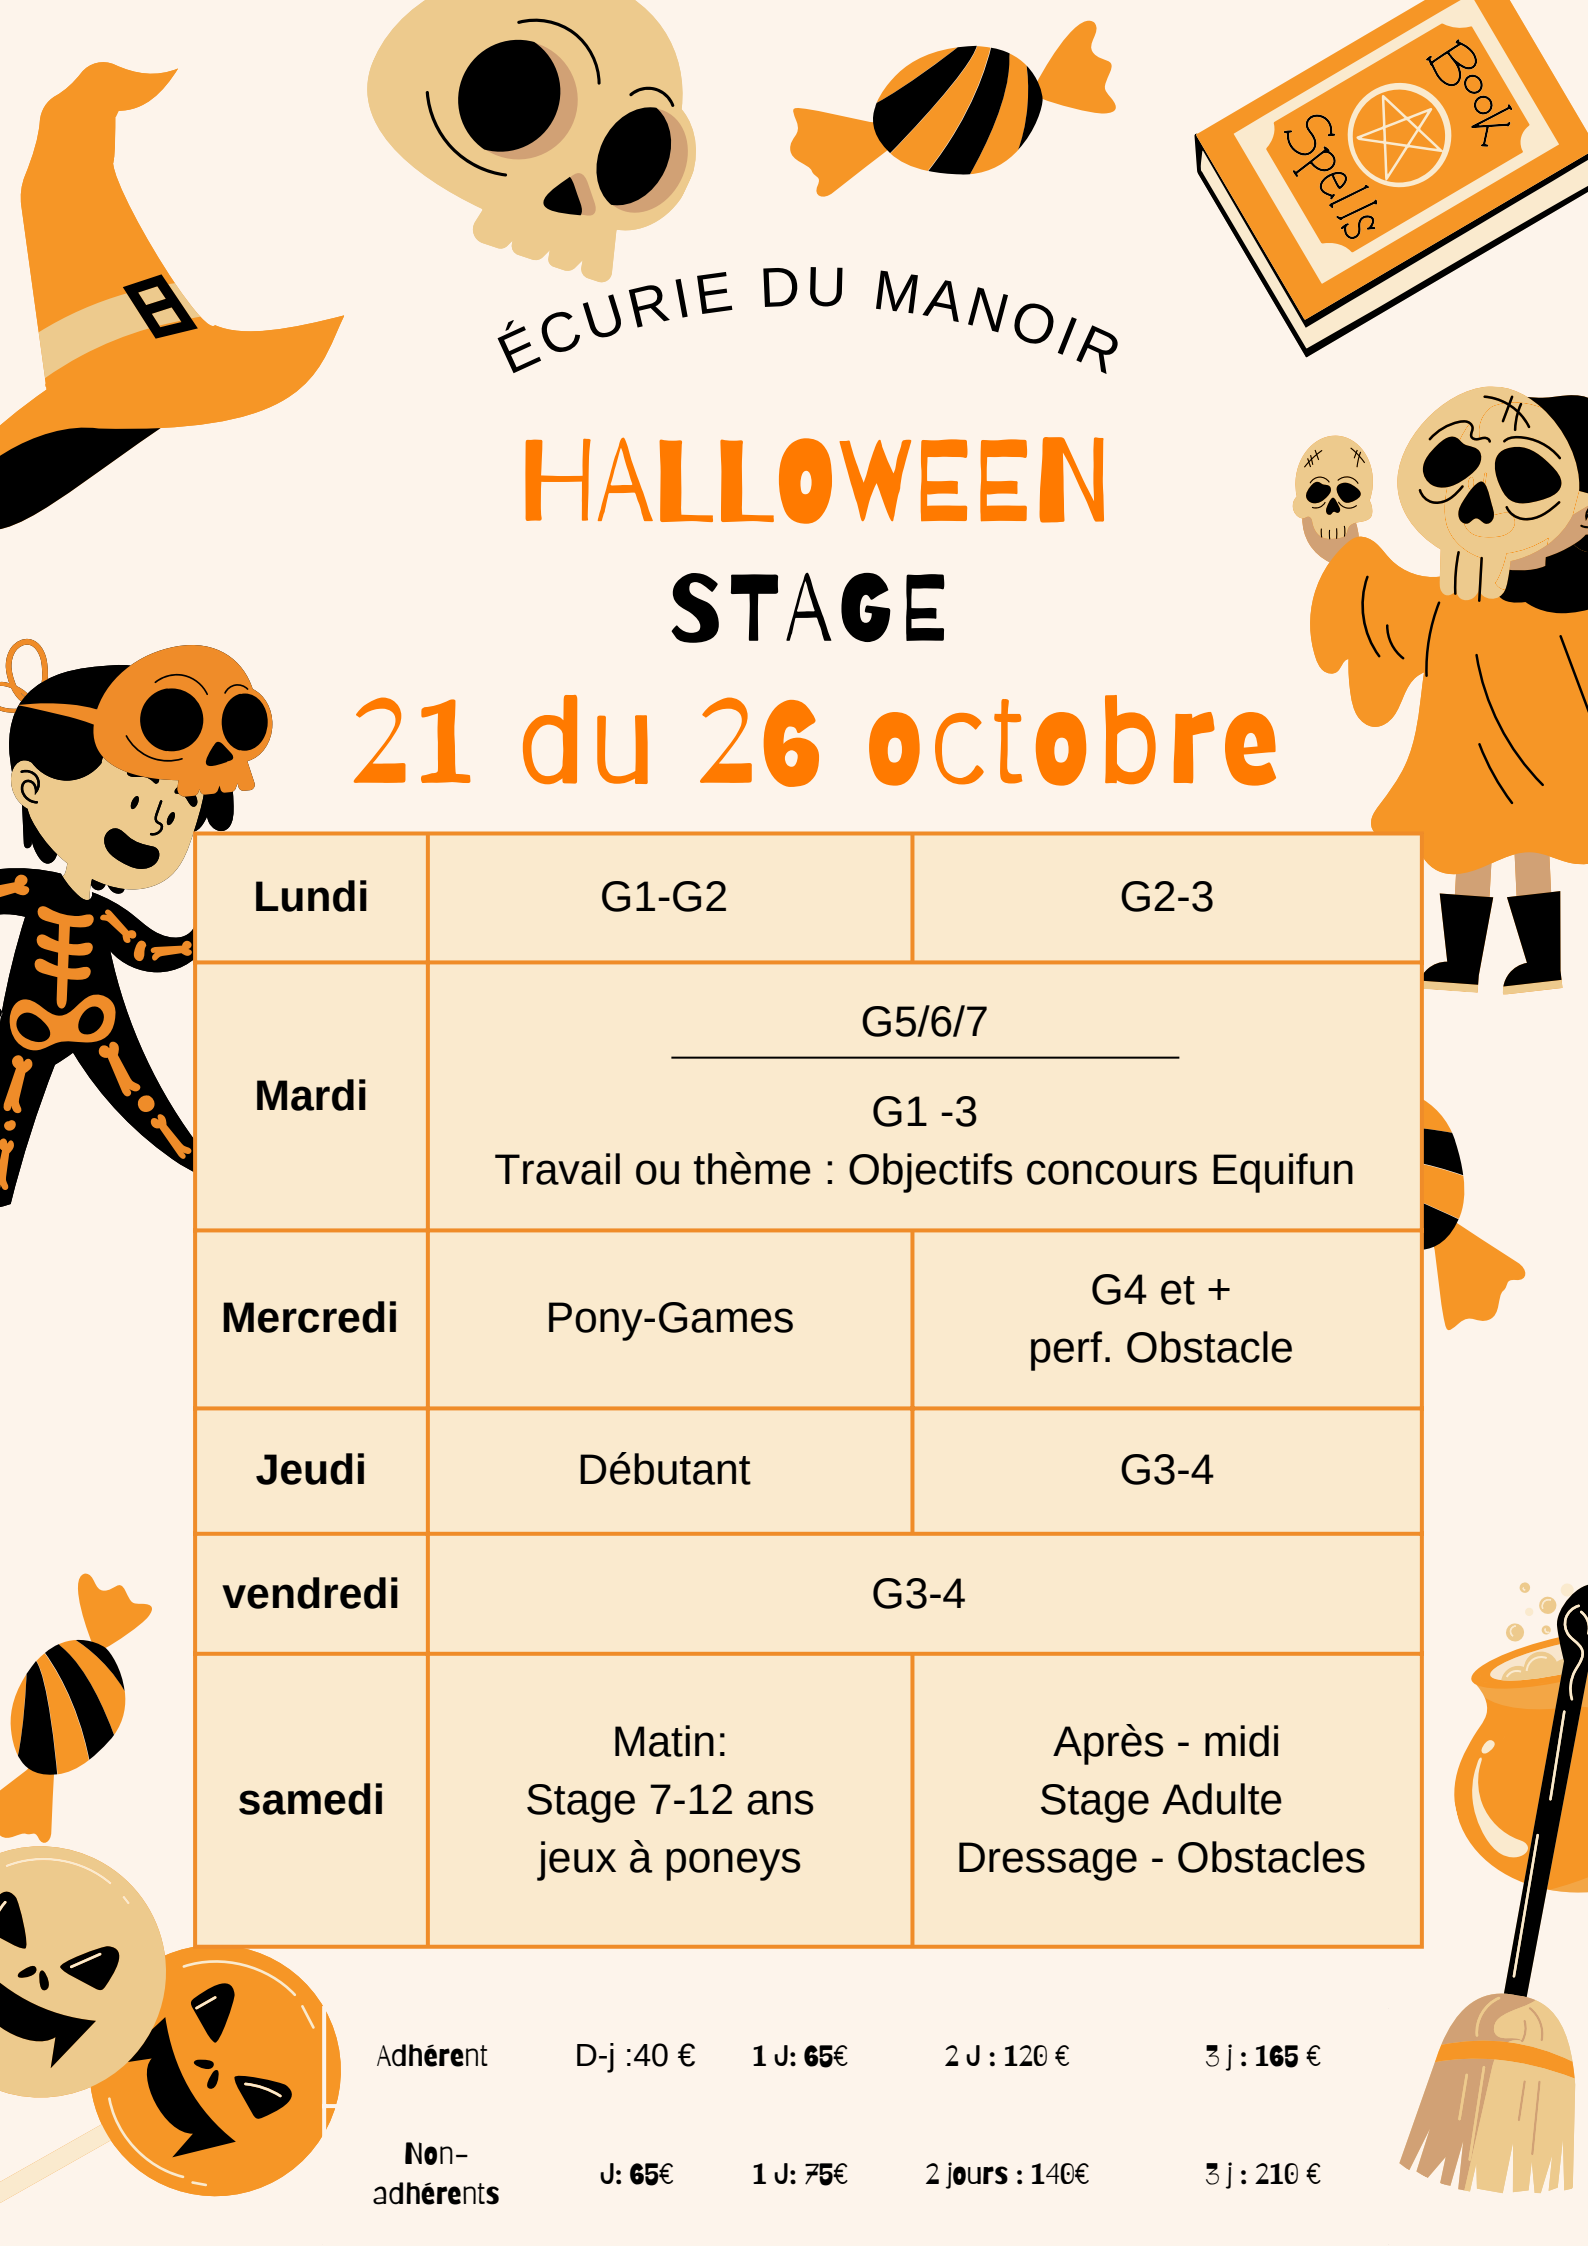 Book
Spells
ÉCURIE DU MANOIR
HALLOWEEN
STAGE
21 du 26 octobre
Lundi
G1-G2
G2-3
Mardi
G5/6/7
G1 -3
Travail ou thème : Objectifs concours Equifun
Mercredi
Pony-Games
G4 et +
perf. Obstacle
Jeudi
Débutant
G3-4
vendredi
G3-4
samedi
Matin:
Stage 7-12 ans
jeux à poneys
Après - midi
Stage Adulte
Dressage - Obstacles
Adhérent
D-j :40 €
1 J: 65€
2 J : 120 €
3 j : 165 €
Non-
adhérents
J: 65€
1 J: 75€
2 jours : 140€
3 j : 210 €